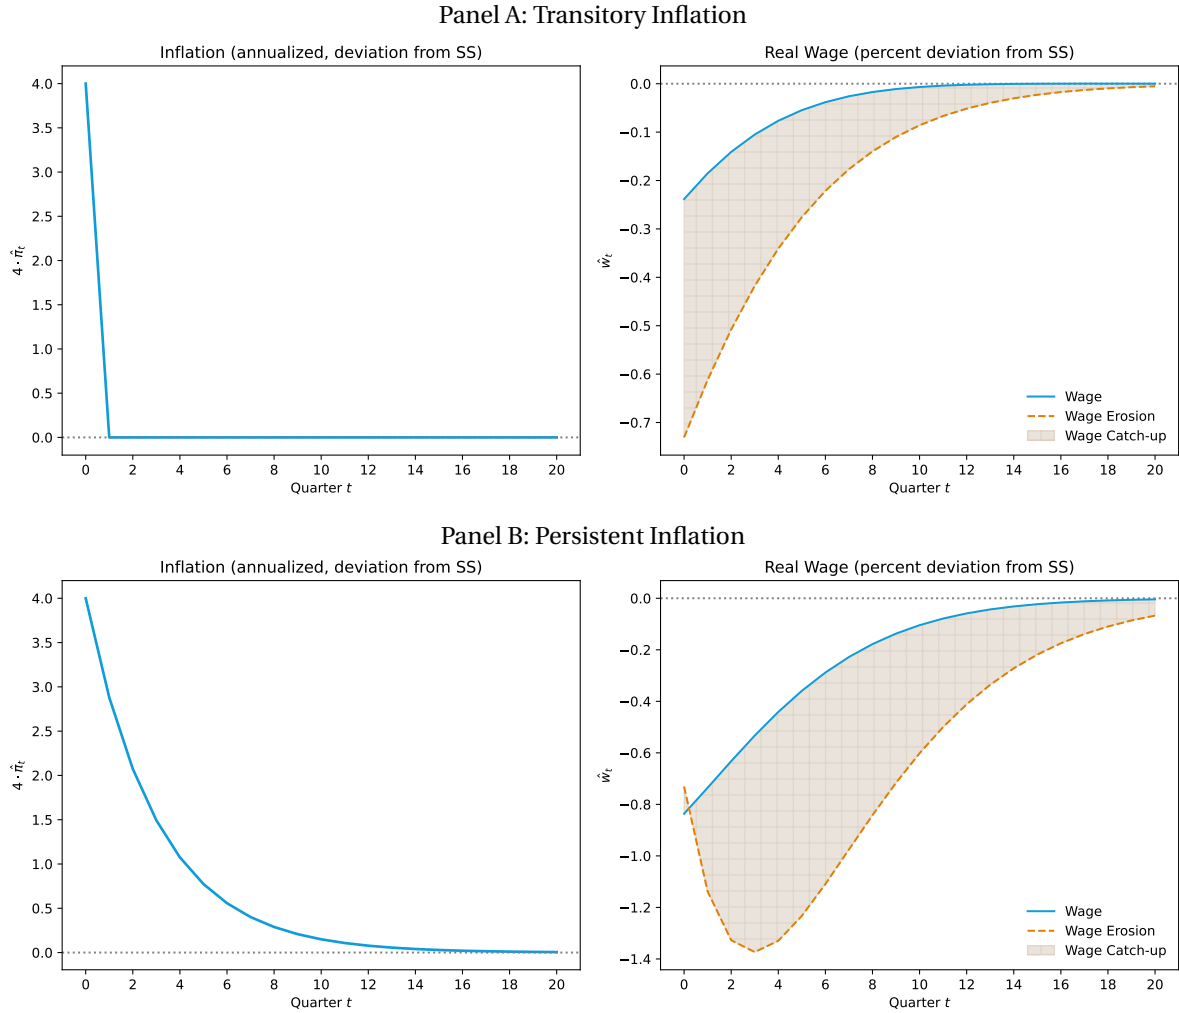 Panel A: Transitory Inflation
Inflation (annualized, deviation from SS)
4.0
3.5
3.0
2.5
2.0
1.5
1.0
0.5
0.0
4 · π̂ₜ
0 2 4 6 8 10 12 14 16 18 20
Quarter t
Real Wage (percent deviation from SS)
0.0
−0.1
−0.2
−0.3
−0.4
−0.5
−0.6
−0.7
ŵₜ
Wage
Wage Erosion
Wage Catch-up
0 2 4 6 8 10 12 14 16 18 20
Quarter t
Panel B: Persistent Inflation
Inflation (annualized, deviation from SS)
4.0
3.5
3.0
2.5
2.0
1.5
1.0
0.5
0.0
4 · π̂ₜ
0 2 4 6 8 10 12 14 16 18 20
Quarter t
Real Wage (percent deviation from SS)
0.0
−0.2
−0.4
−0.6
−0.8
−1.0
−1.2
−1.4
ŵₜ
Wage
Wage Erosion
Wage Catch-up
0 2 4 6 8 10 12 14 16 18 20
Quarter t